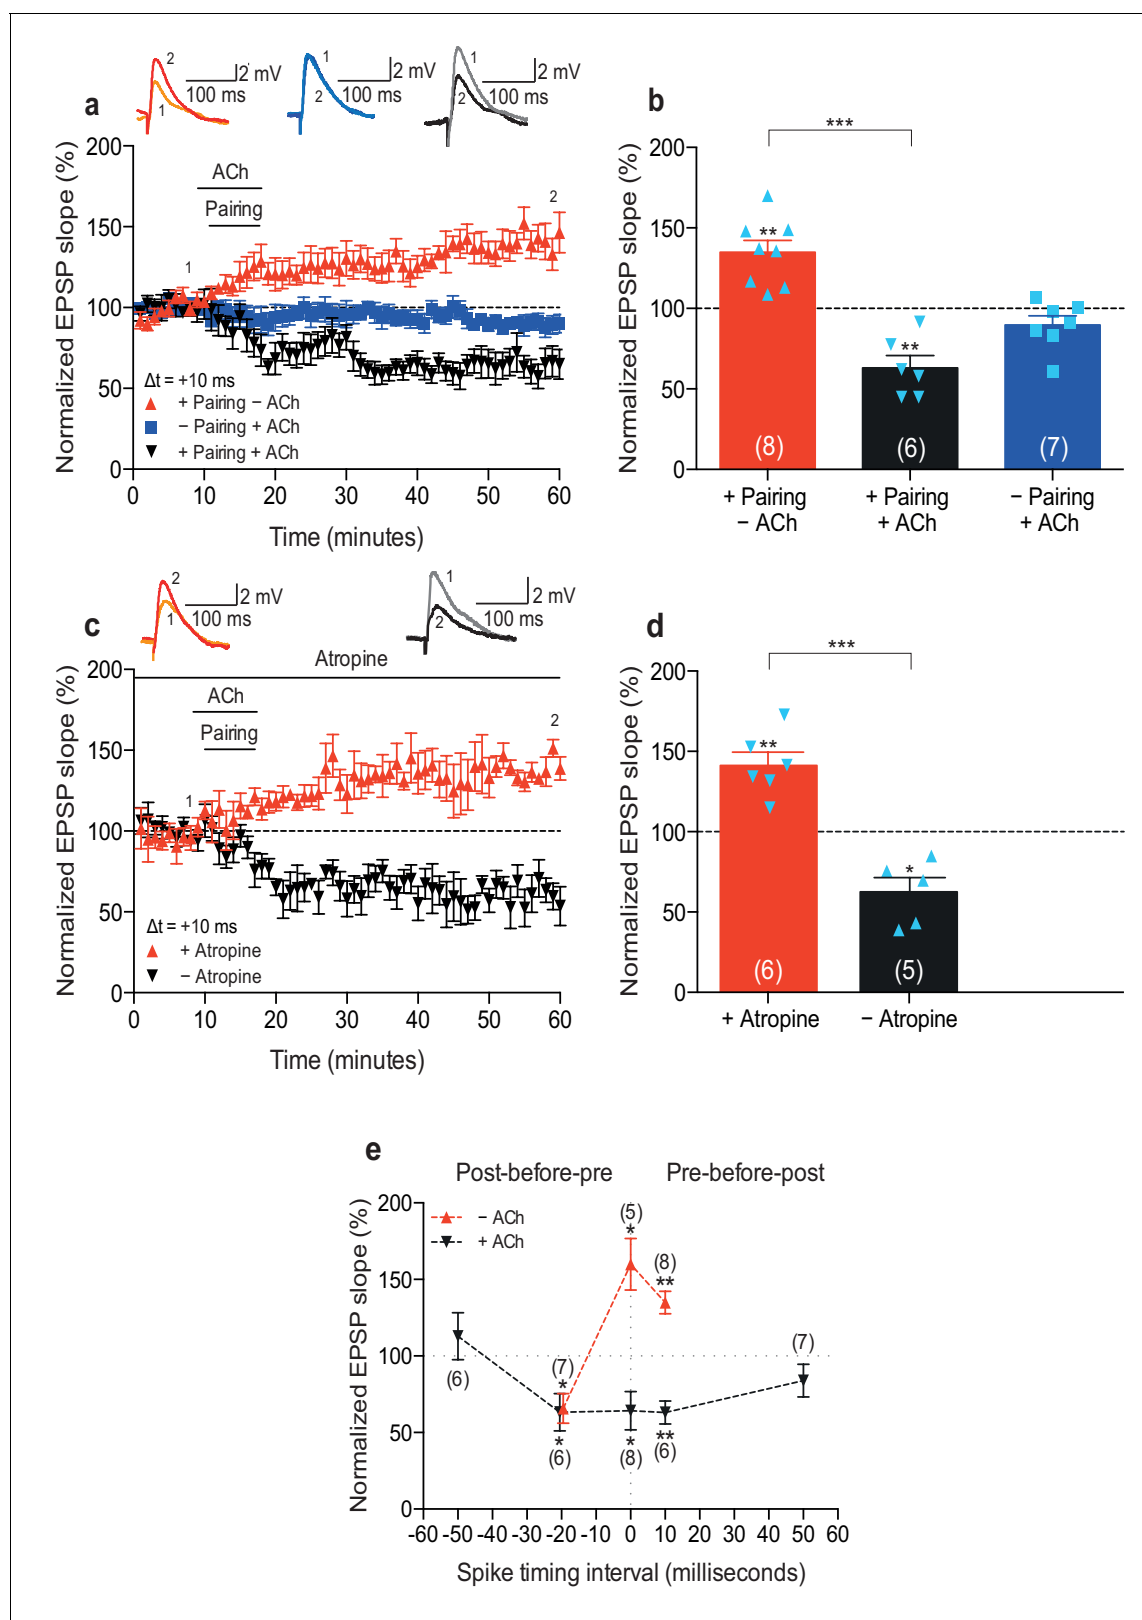 a
2
1
2 mV
100 ms
1
2
2 mV
100 ms
1
2
2 mV
100 ms
Normalized EPSP slope (%)
200
150
100
50
0
ACh
Pairing
1
2
Δt = +10 ms
+ Pairing − ACh
− Pairing + ACh
+ Pairing + ACh
0 10 20 30 40 50 60
Time (minutes)
b
Normalized EPSP slope (%)
200
150
100
50
0
***
**
**
(8)
(6)
(7)
+ Pairing
− ACh
+ Pairing
+ ACh
− Pairing
+ ACh
c
2
1
2 mV
100 ms
1
2
2 mV
100 ms
Atropine
Normalized EPSP slope (%)
200
150
100
50
0
ACh
Pairing
1
2
Δt = +10 ms
+ Atropine
− Atropine
0 10 20 30 40 50 60
Time (minutes)
d
Normalized EPSP slope (%)
200
150
100
50
0
***
**
*
(6)
(5)
+ Atropine
− Atropine
e
Post-before-pre
Pre-before-post
Normalized EPSP slope (%)
200
150
100
50
0
− ACh
+ ACh
(6)
(7)
*
*
(6)
(5)
*
*
(8)
(8)
**
**
(6)
(7)
-60 -50 -40 -30 -20 -10 0 10 20 30 40 50 60
Spike timing interval (milliseconds)